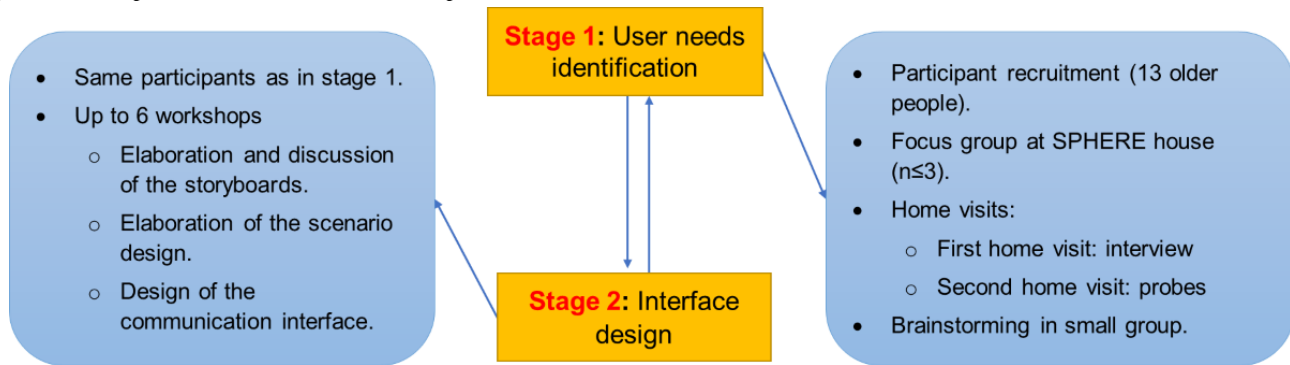 Stage 1: User needs
identification
• Same participants as in stage 1.
• Up to 6 workshops
o Elaboration and discussion
of the storyboards.
o Elaboration of the scenario
design.
o Design of the
communication interface.
• Participant recruitment (13 older
people).
• Focus group at SPHERE house
(n≤3).
• Home visits:
o First home visit: interview
o Second home visit: probes
• Brainstorming in small group.
Stage 2: Interface
design